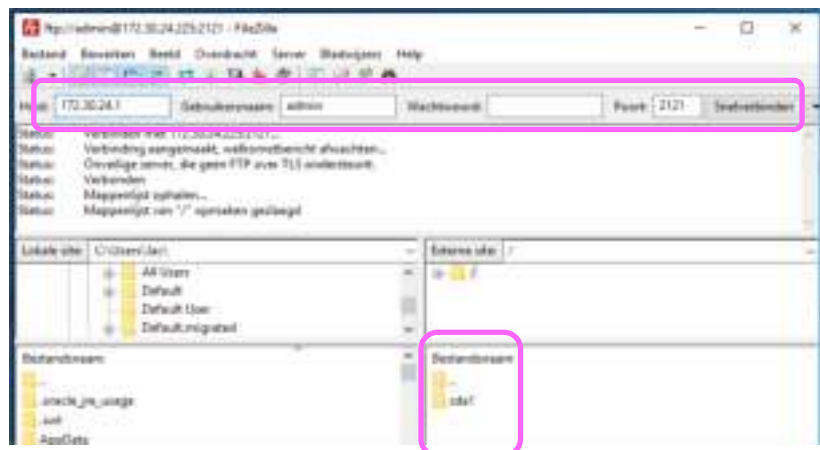 ftp://admin@172.30.24.225:2121 - FileZilla
Bestand Bewerken Beeld Overdracht Server Bladwijzers Help
Host: 172.30.24.1 Gebruikersnaam: admin Wachtwoord: Poort: 2121 Snelverbinden
Status: Verbinden met 172.30.24.225:2121...
Status: Verbinding aangemaakt, welkomstbericht afwachten...
Status: Onveilige server, die geen FTP over TLS ondersteunt.
Status: Verbonden
Status: Mappenlijst ophalen...
Status: Mappenlijst van "/" opmaken geslaagd
Lokale site: C:\Users\Jac\
All Users
Default
Default User
Default.migrated
Externe site: /
/
Bestandsnaam
..
.oracle_jre_usage
.swt
AppData
Bestandsnaam
..
sda1